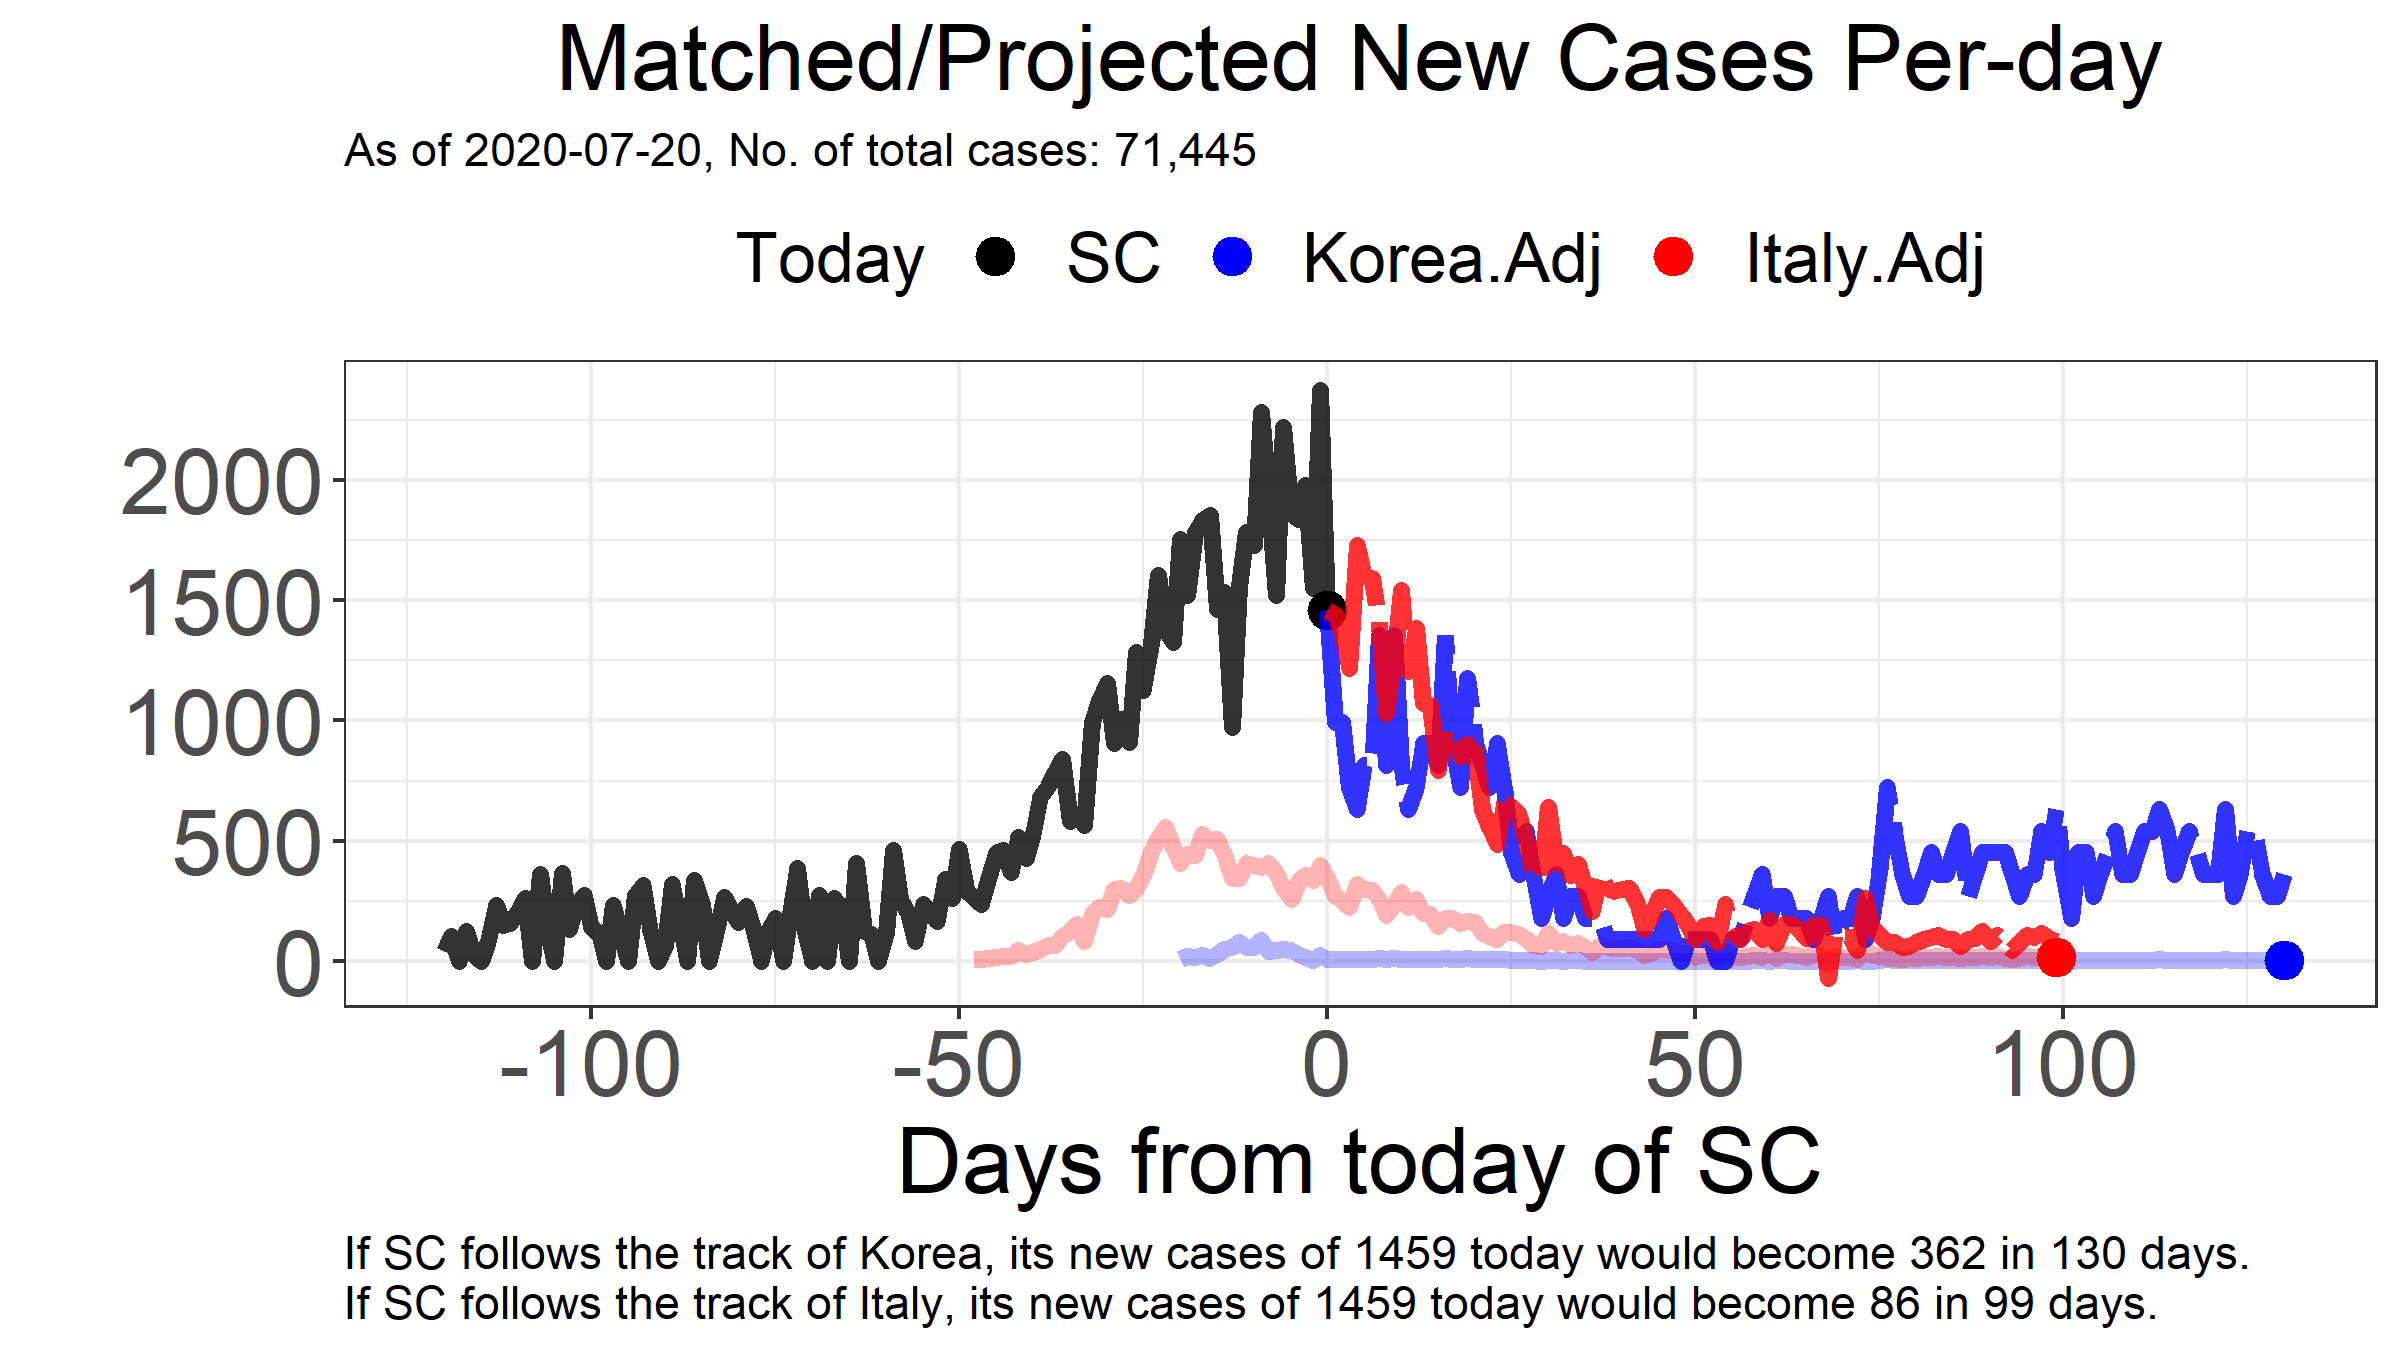 Matched/Projected New Cases Per-day
As of 2020-07-20, No. of total cases: 71,445
Today SC Korea.Adj Italy.Adj
2000
1500
1000
500
0
-100 -50 0 50 100
Days from today of SC
If SC follows the track of Korea, its new cases of 1459 today would become 362 in 130 days.
If SC follows the track of Italy, its new cases of 1459 today would become 86 in 99 days.